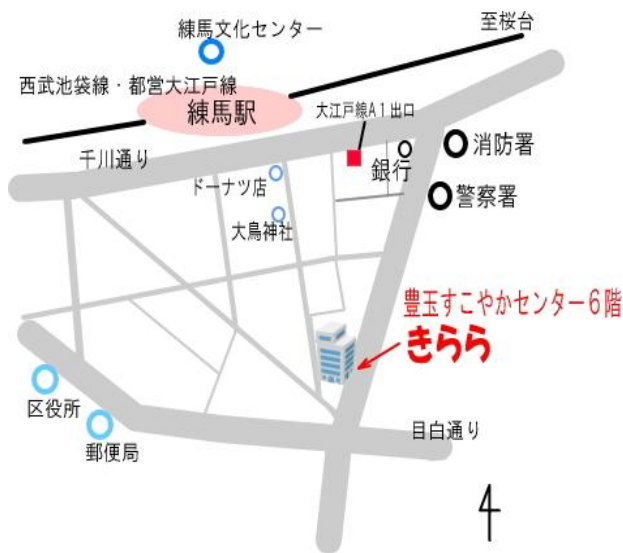 練馬文化センター
至桜台
西武池袋線・都営大江戸線
練馬駅
大江戸線A1出口
千川通り
銀行
消防署
ドーナツ店
警察署
大鳥神社
豊玉すこやかセンター6階
きらら
区役所
目白通り
郵便局